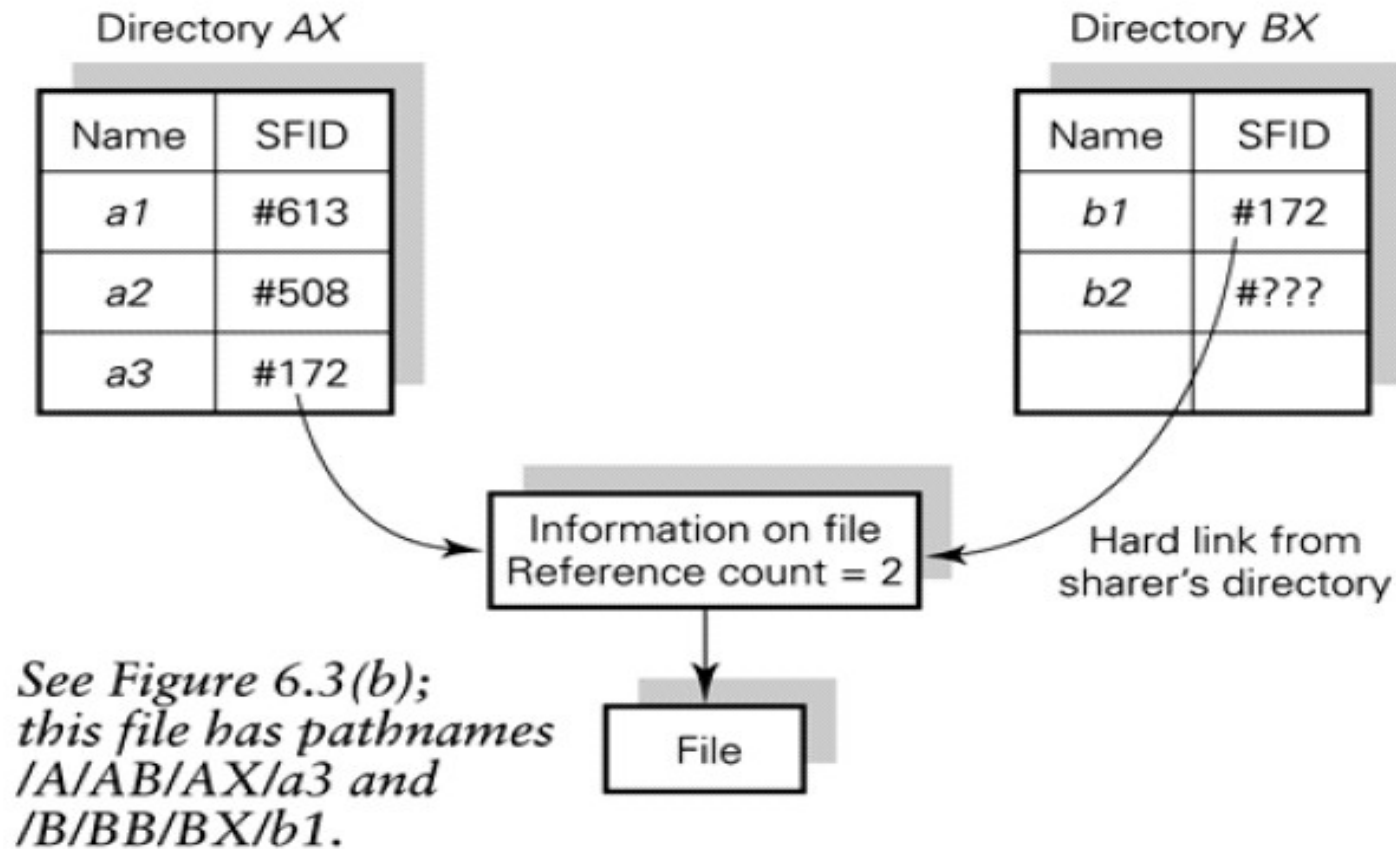 Directory AX
Directory BX
Name SFID
a1 #613
a2 #508
a3 #172
Name SFID
b1 #172
b2 #???
Information on file
Reference count = 2
Hard link from
sharer's directory
File
See Figure 6.3(b);
this file has pathnames
/A/AB/AX/a3 and
/B/BB/BX/b1.